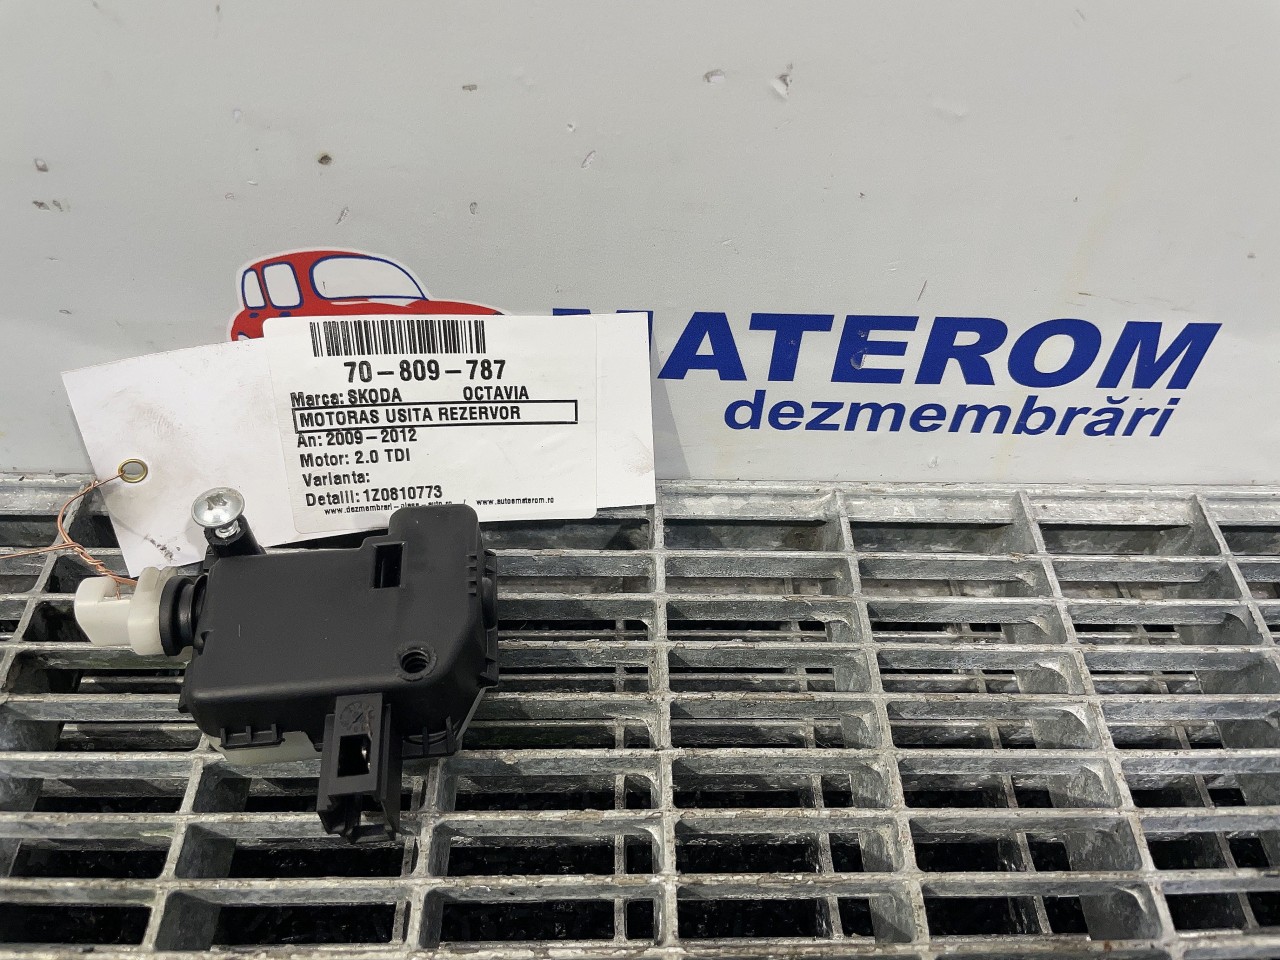 MATEROM
dezmembrări
70-809-787
Marca: SKODA OCTAVIA
MOTORAS USITA REZERVOR
An: 2009-2012
Motor: 2.0 TDI
Varianta:
Detalii: 1Z0810773
www.dezmembrari-piese-auto.ro / www.autoematerom.ro